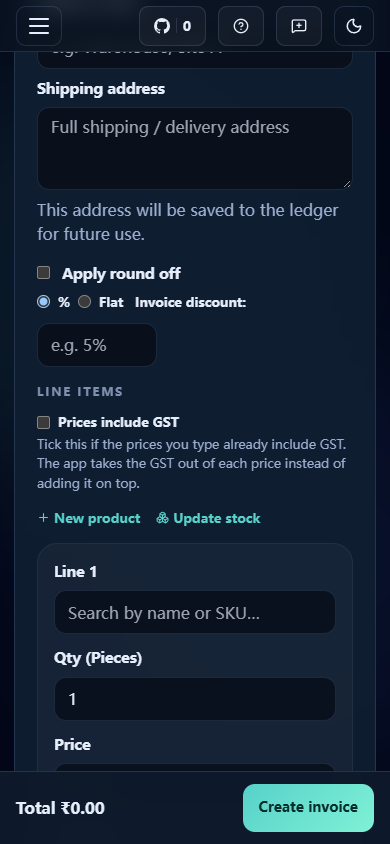 0
Shipping address
Full shipping / delivery address
This address will be saved to the ledger
for future use.
Apply round off
% Flat Invoice discount:
e.g. 5%
LINE ITEMS
Prices include GST
Tick this if the prices you type already include GST.
The app takes the GST out of each price instead of
adding it on top.
+ New product Update stock
Line 1
Search by name or SKU...
Qty (Pieces)
1
Price
Total ₹0.00 Create invoice